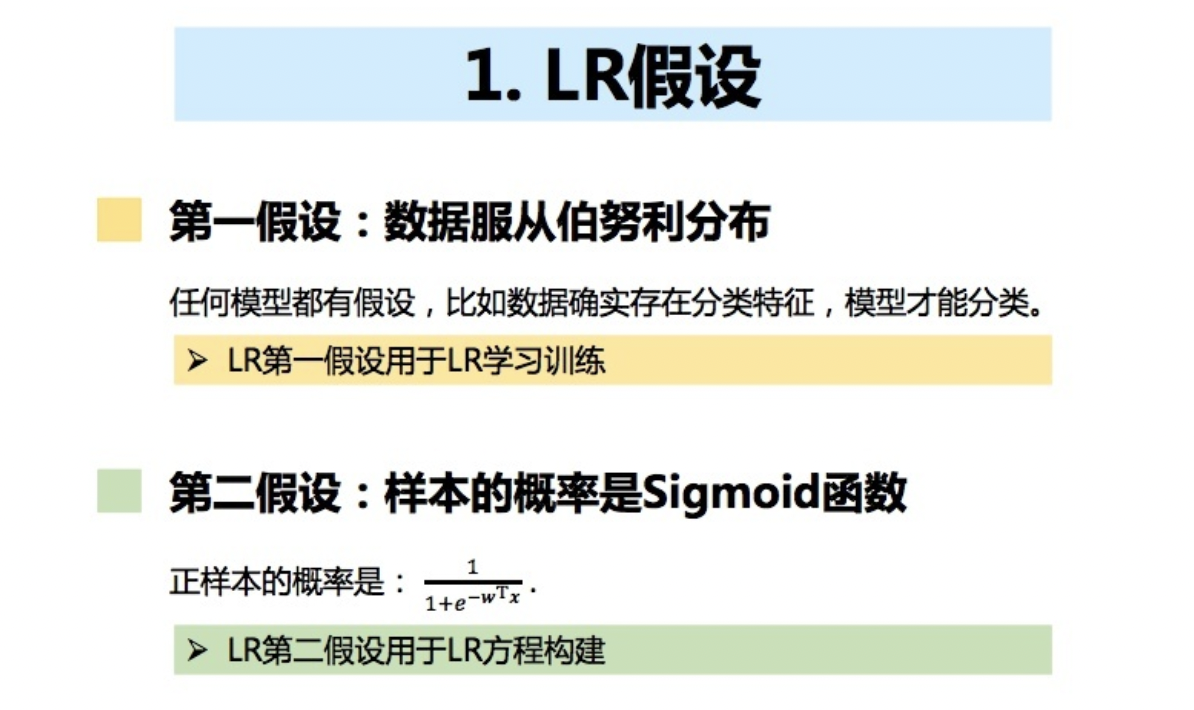 1. LR假设
第一假设：数据服从伯努利分布
任何模型都有假设，比如数据确实存在分类特征，模型才能分类。
➢ LR第一假设用于LR学习训练
第二假设：样本的概率是Sigmoid函数
正样本的概率是： $\frac{1}{1+e^{-w^{\mathrm{T}}x}}$ .
➢ LR第二假设用于LR方程构建